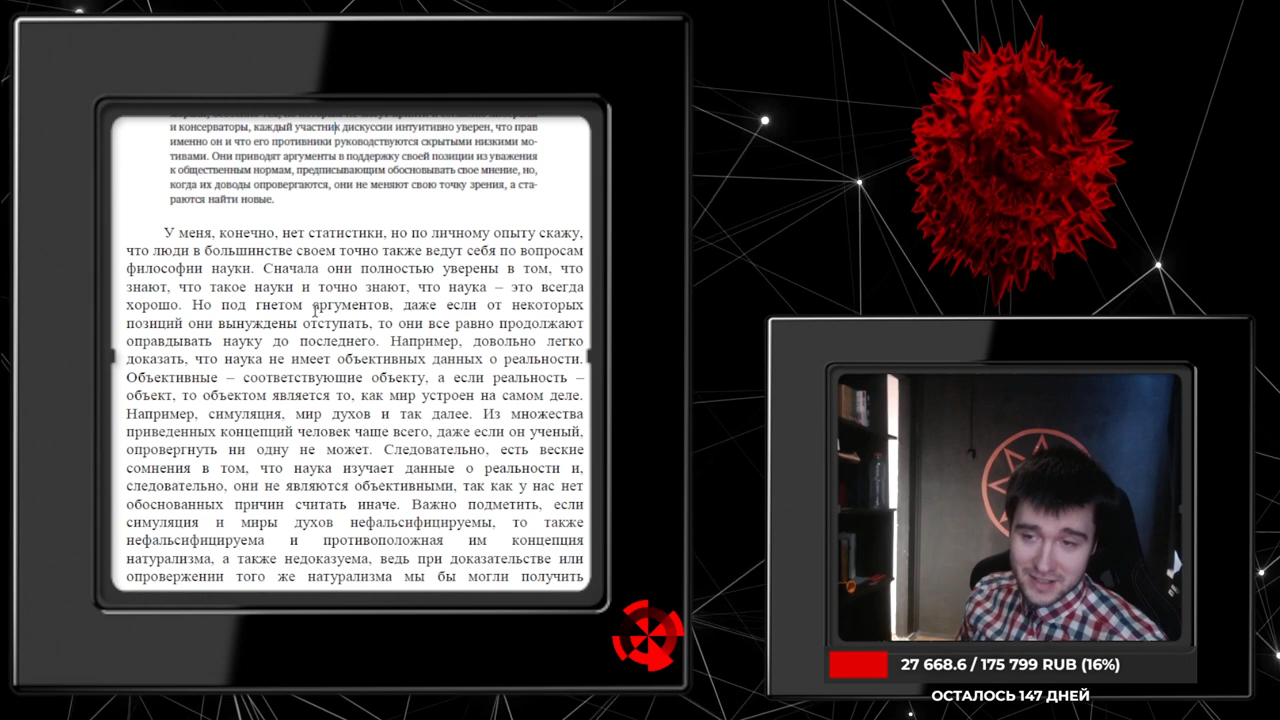 и консерваторы, каждый участник дискуссии интуитивно уверен, что прав
именно он и что его противники руководствуются скрытыми низкими мо-
тивами. Они приводят аргументы в поддержку своей позиции из уважения
к общественным нормам, предписывающим обосновывать свое мнение, но,
когда их доводы опровергаются, они не меняют свою точку зрения, а ста-
раются найти новые.
У меня, конечно, нет статистики, но по личному опыту скажу,
что люди в большинстве своем точно также ведут себя по вопросам
философии науки. Сначала они полностью уверены в том, что
знают, что такое науки и точно знают, что наука – это всегда
хорошо. Но под гнетом аргументов, даже если от некоторых
позиций они вынуждены отступать, то они все равно продолжают
оправдывать науку до последнего. Например, довольно легко
доказать, что наука не имеет объективных данных о реальности.
Объективные – соответствующие объекту, а если реальность –
объект, то объектом является то, как мир устроен на самом деле.
Например, симуляция, мир духов и так далее. Из множества
приведенных концепций человек чаще всего, даже если он ученый,
опровергнуть ни одну не может. Следовательно, есть веские
сомнения в том, что наука изучает данные о реальности и,
следовательно, они не являются объективными, так как у нас нет
обоснованных причин считать иначе. Важно подметить, если
симуляция и миры духов нефальсифицируемы, то также
нефальсифицируема и противоположная им концепция
натурализма, а также недоказуема, ведь при доказательстве или
опровержении того же натурализма мы бы могли получить
27 668.6 / 175 799 RUB (16%)
ОСТАЛОСЬ 147 ДНЕЙ